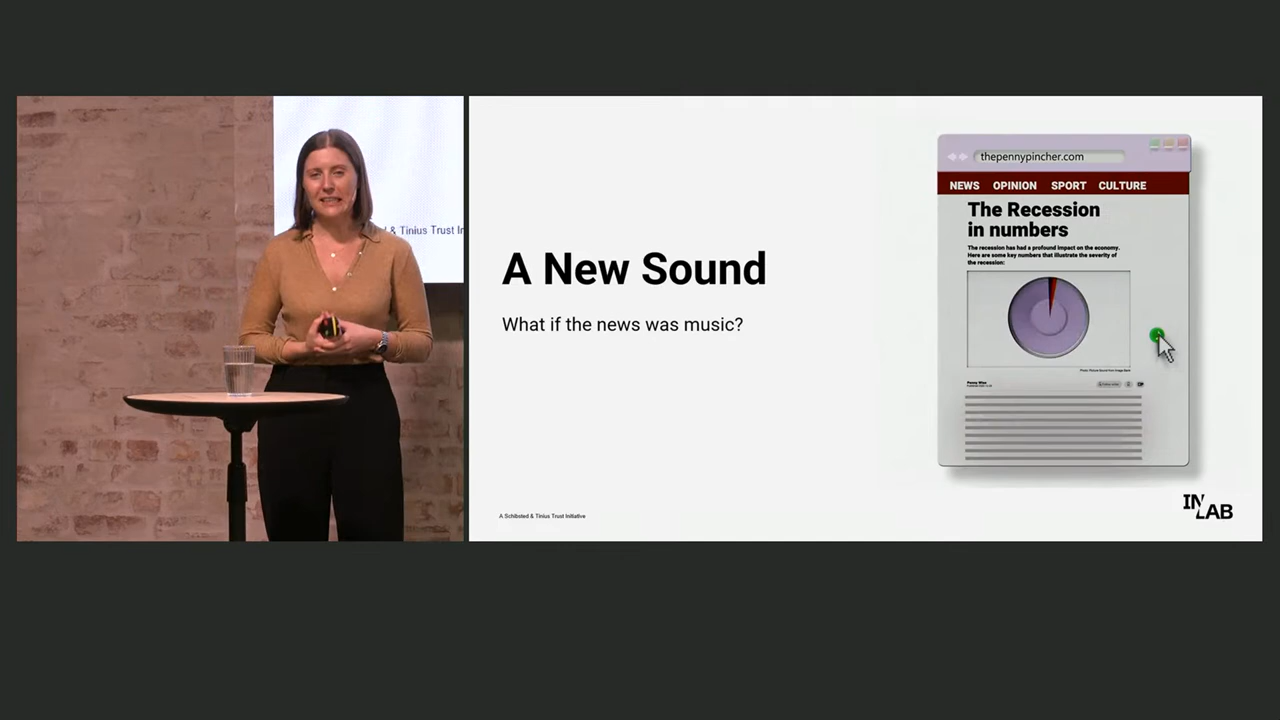 d & Tinius Trust In
A New Sound
What if the news was music?
A Schibsted & Tinius Trust Initiative
thepennypincher.com
NEWS OPINION SPORT CULTURE
The Recession
in numbers
The recession has had a profound impact on the economy.
Here are some key numbers that illustrate the severity of
the recession:
Penny Wise
IN
LAB